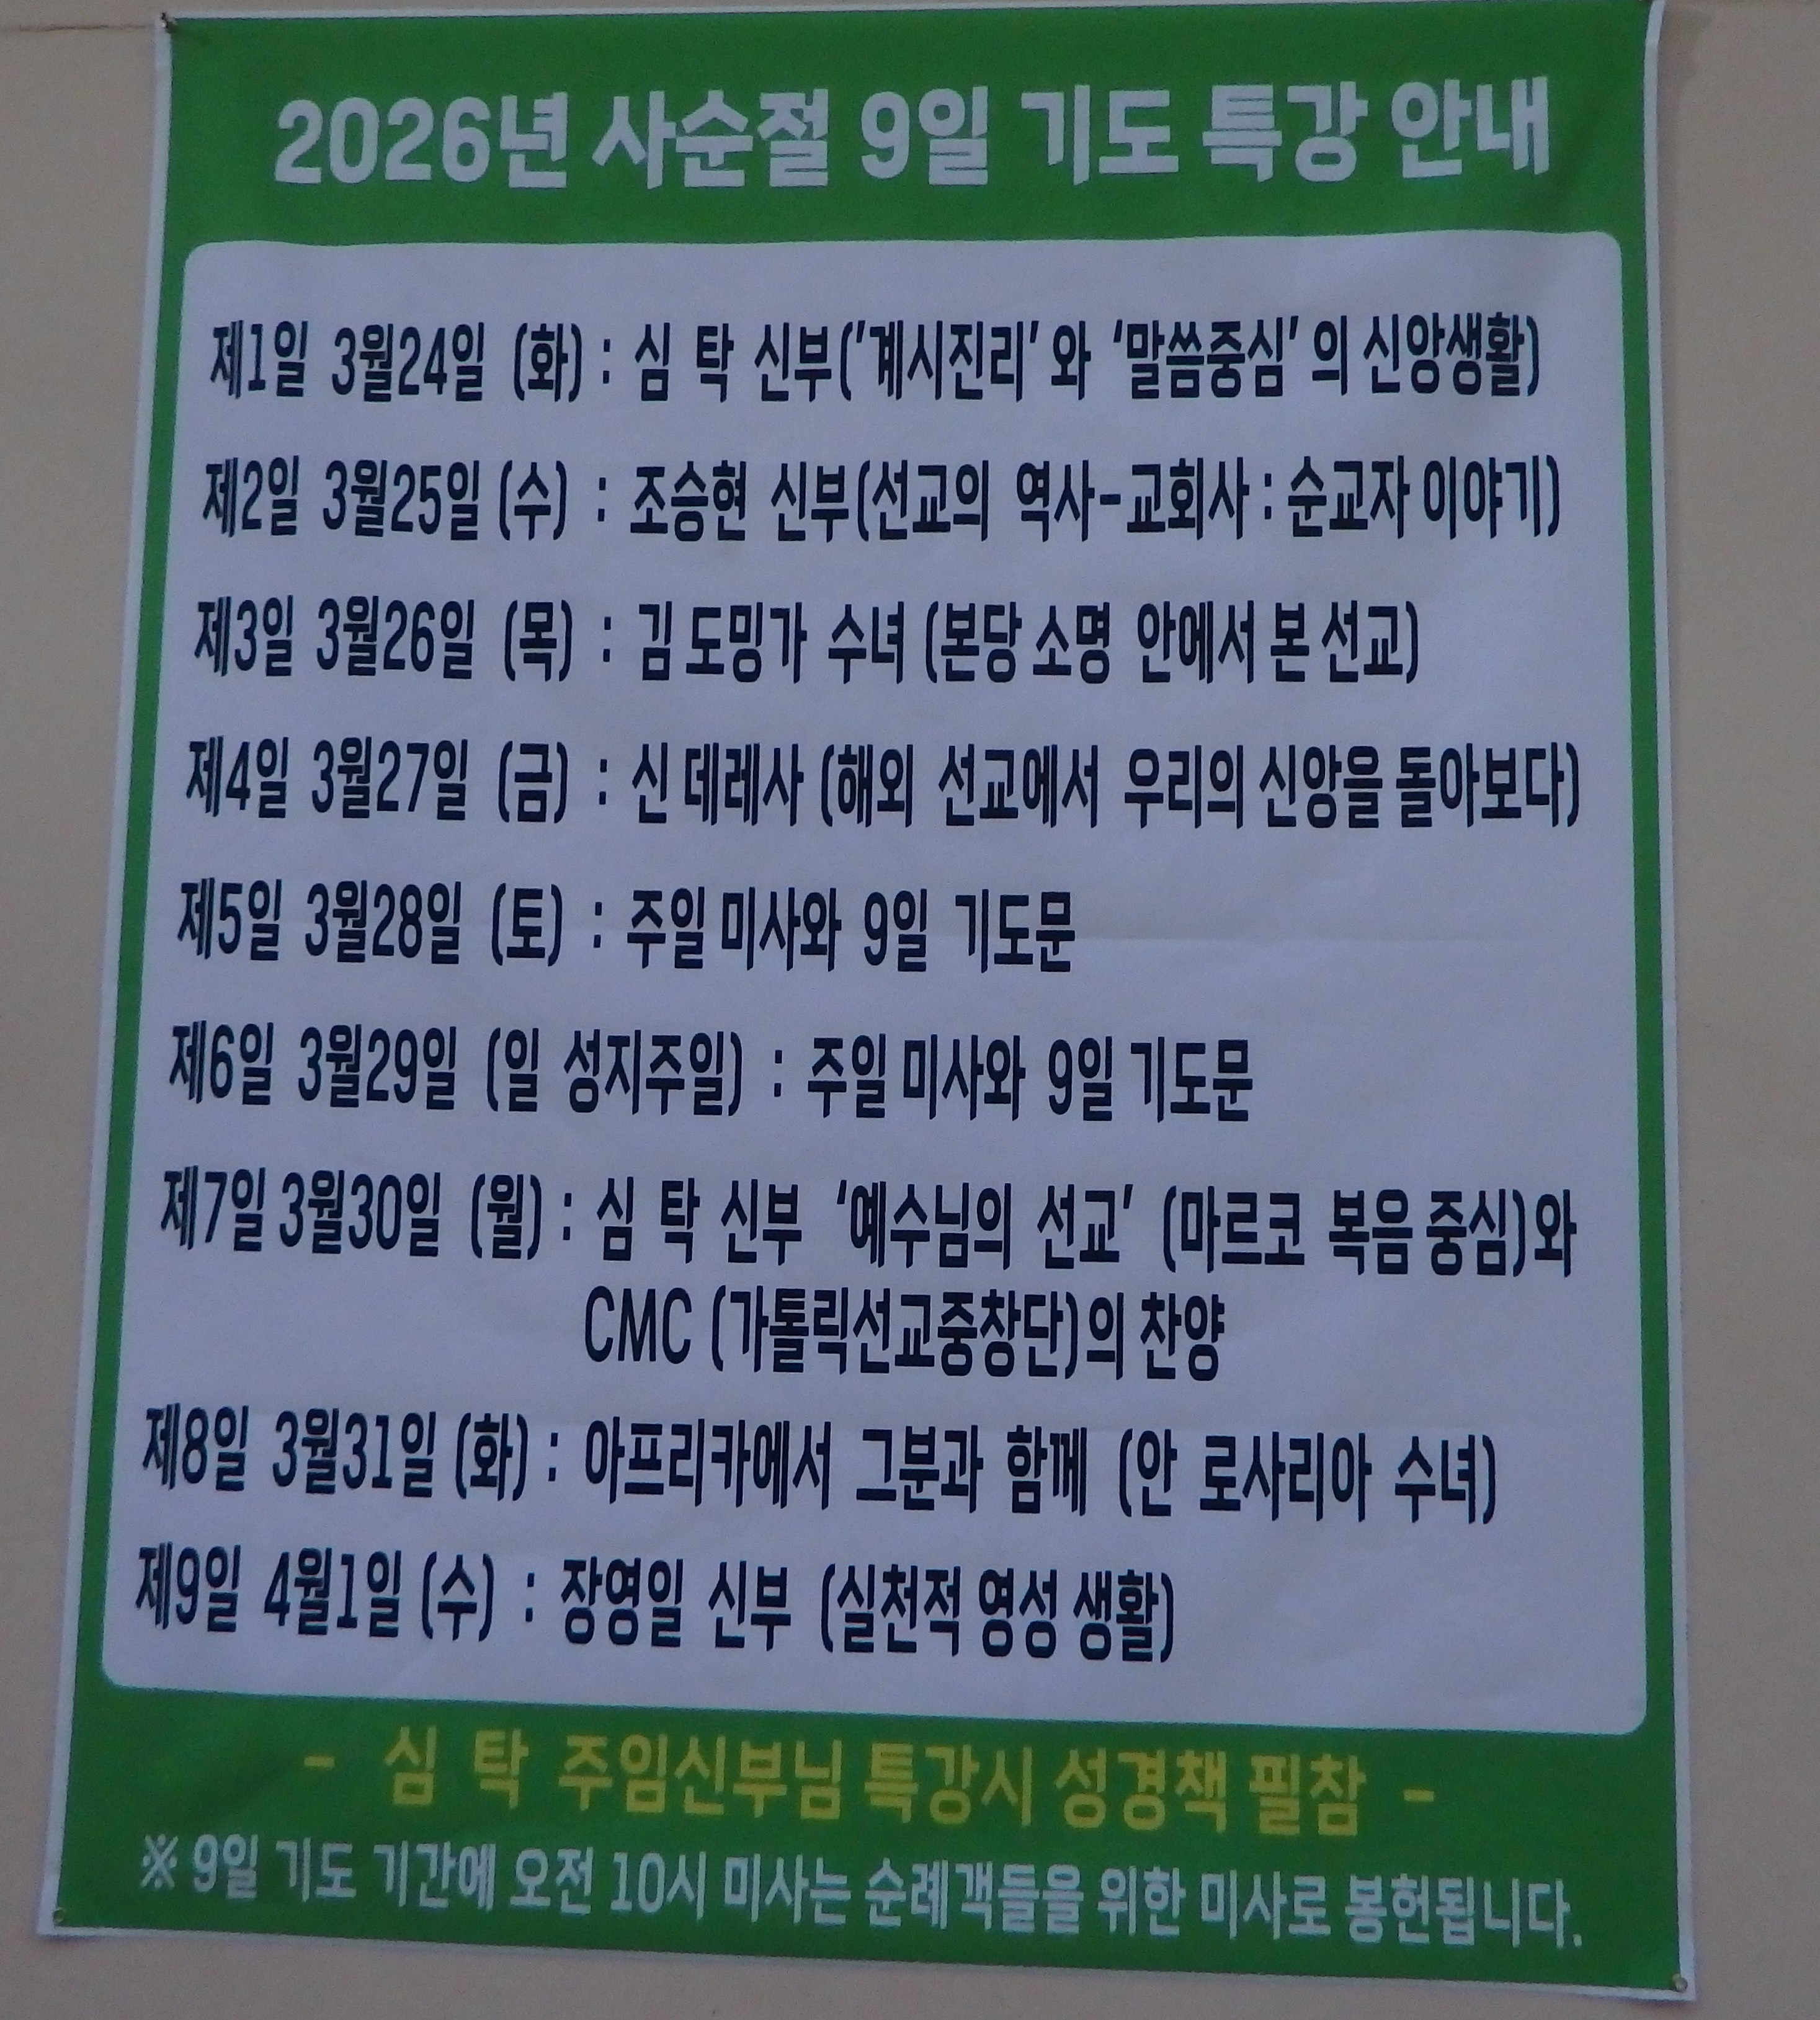 2026년 사순절 9일 기도 특강 안내
제1일 3월24일 (화) : 심 탁 신부('계시진리'와 '말씀중심'의 신앙생활)
제2일 3월25일 (수) : 조승현 신부(선교의 역사-교회사 : 순교자 이야기)
제3일 3월26일 (목) : 김 도밍가 수녀 (본당 소명 안에서 본 선교)
제4일 3월27일 (금) : 신 데레사 (해외 선교에서 우리의 신앙을 돌아보다)
제5일 3월28일 (토) : 주일 미사와 9일 기도문
제6일 3월29일 (일 성지주일) : 주일 미사와 9일 기도문
제7일 3월30일 (월) : 심 탁 신부 '예수님의 선교' (마르코 복음 중심)와
CMC (가톨릭선교중창단)의 찬양
제8일 3월31일 (화) : 아프리카에서 그분과 함께 (안 로사리아 수녀)
제9일 4월1일 (수) : 장영일 신부 (실천적 영성 생활)
- 심 탁 주임신부님 특강시 성경책 필참 -
※ 9일 기도 기간에 오전 10시 미사는 순례객들을 위한 미사로 봉헌됩니다.